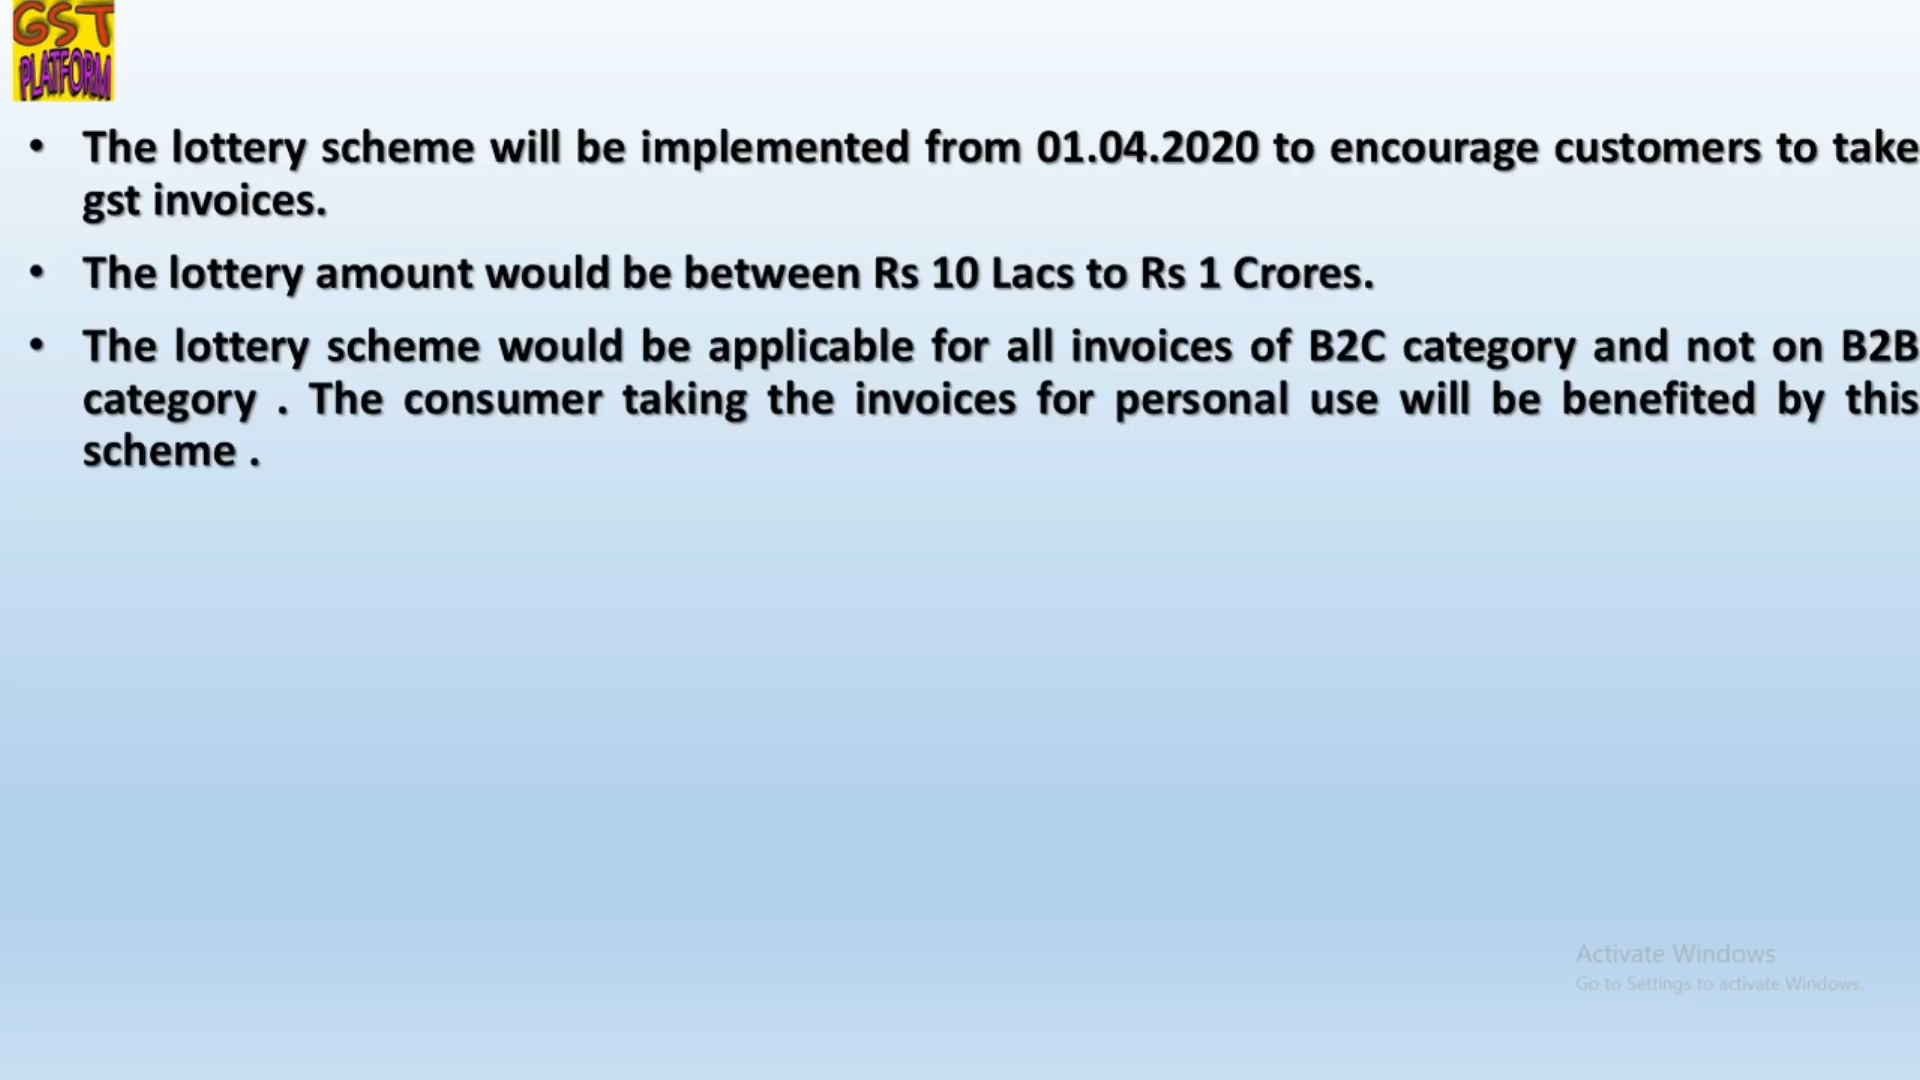 GST
PLATFORM
• The lottery scheme will be implemented from 01.04.2020 to encourage customers to take
gst invoices.
• The lottery amount would be between Rs 10 Lacs to Rs 1 Crores.
• The lottery scheme would be applicable for all invoices of B2C category and not on B2B
category . The consumer taking the invoices for personal use will be benefited by this
scheme .
Activate Windows
Go to Settings to activate Windows.